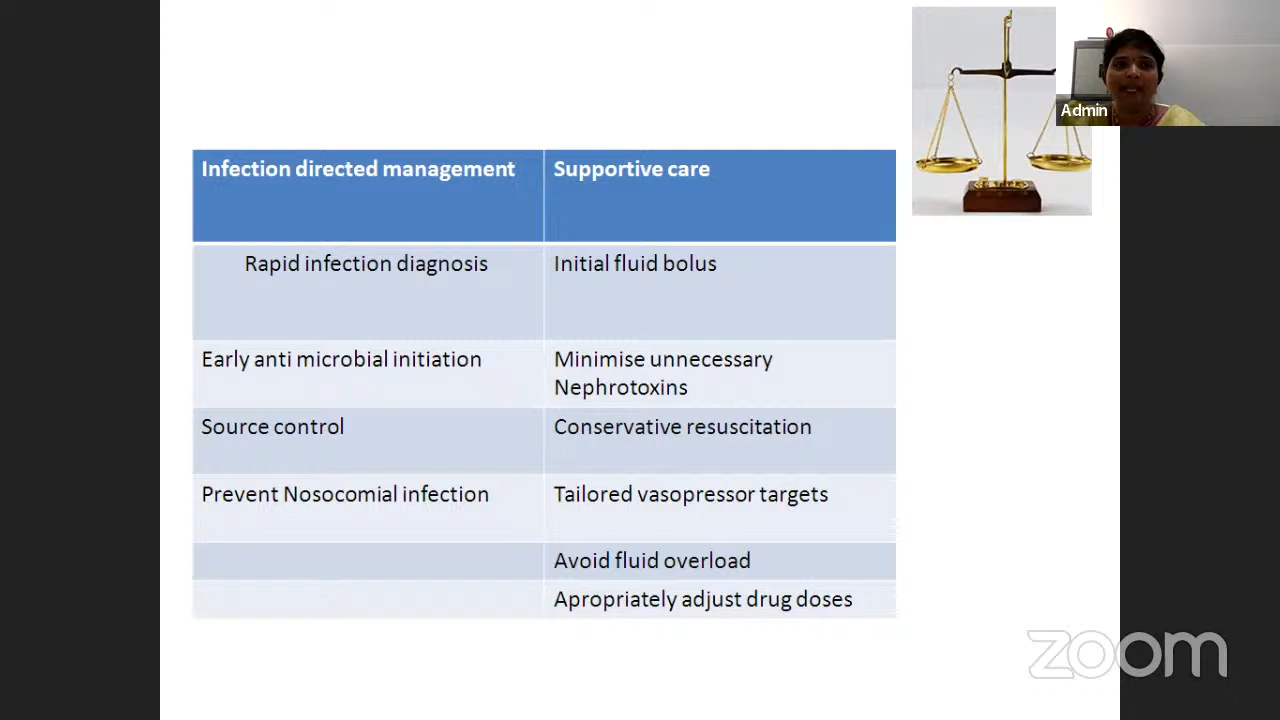 Admin
Infection directed management
Supportive care
Rapid infection diagnosis
Initial fluid bolus
Early anti microbial initiation
Minimise unnecessary
Nephrotoxins
Source control
Conservative resuscitation
Prevent Nosocomial infection
Tailored vasopressor targets
Avoid fluid overload
Apropriately adjust drug doses
zoom